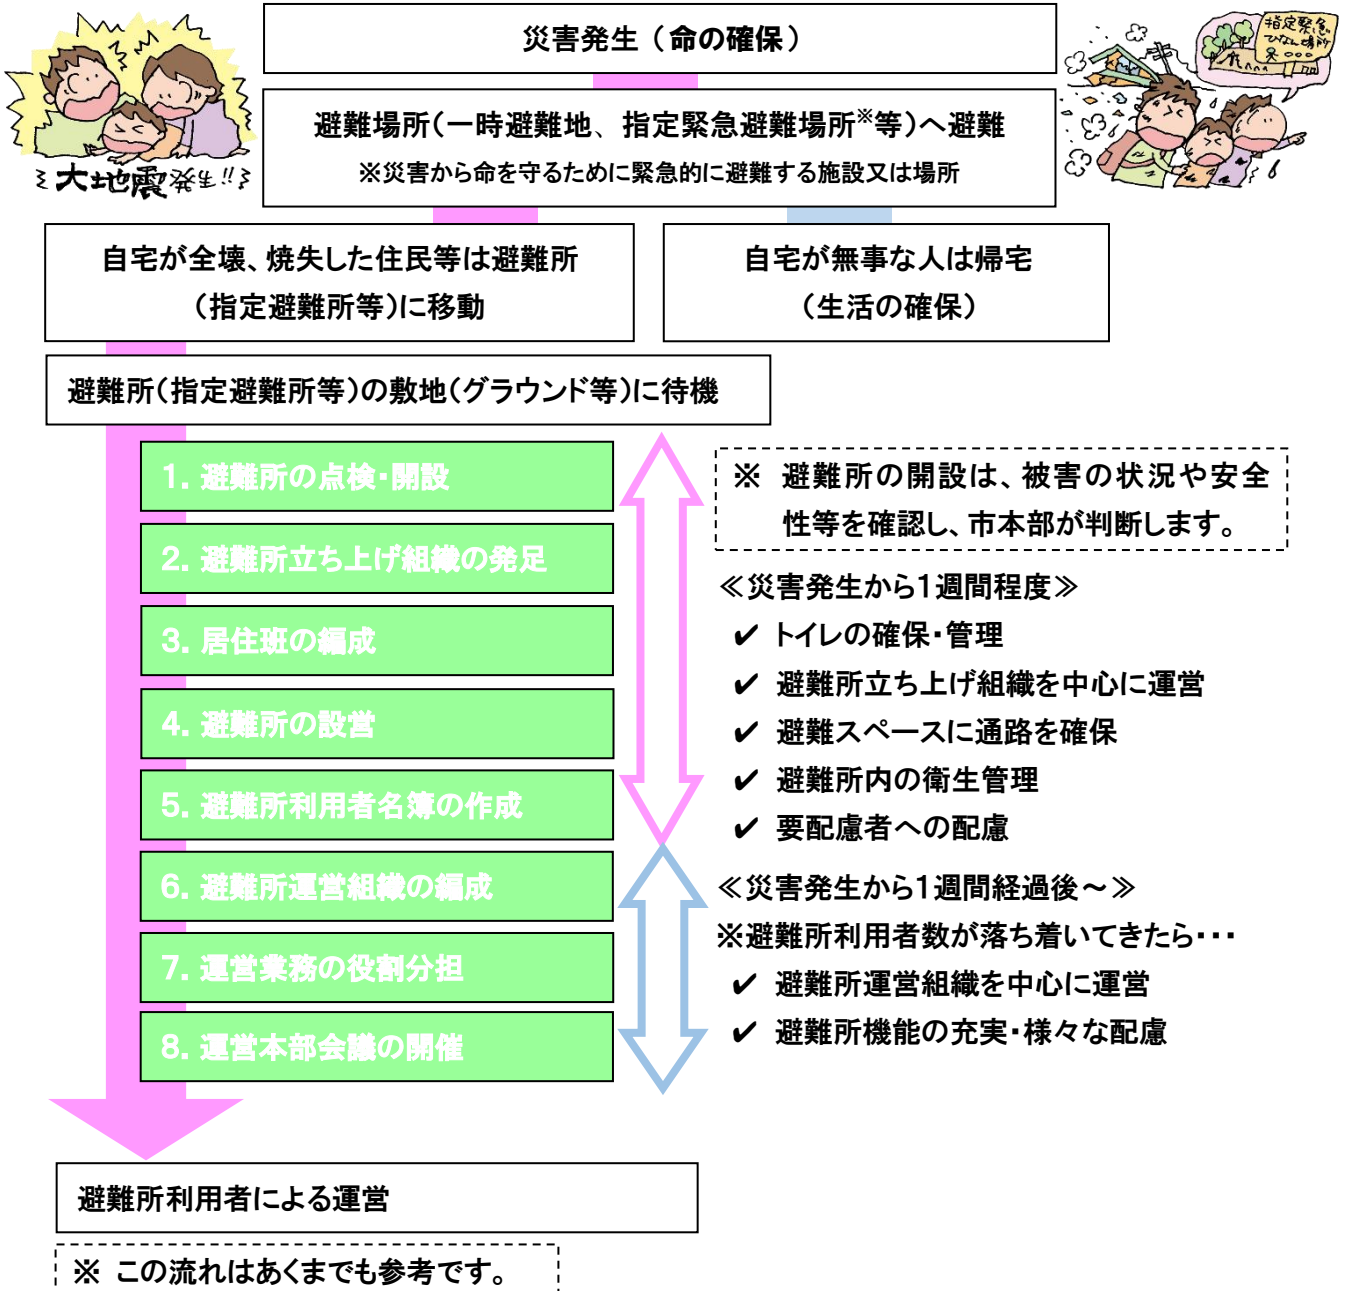 災害発生（命の確保）
大地震発生!!
指定緊急
ひなん場所
避難場所（一時避難地、指定緊急避難場所※等）へ避難
※災害から命を守るために緊急的に避難する施設又は場所
自宅が全壊、焼失した住民等は避難所
（指定避難所等）に移動
自宅が無事な人は帰宅
（生活の確保）
避難所（指定避難所等）の敷地（グラウンド等）に待機
1．避難所の点検・開設
2．避難所立ち上げ組織の発足
3．居住班の編成
4．避難所の設営
5．避難所利用者名簿の作成
6．避難所運営組織の編成
7．運営業務の役割分担
8．運営本部会議の開催
※ 避難所の開設は、被害の状況や安全
性等を確認し、市本部が判断します。
≪災害発生から1週間程度≫
✔ トイレの確保・管理
✔ 避難所立ち上げ組織を中心に運営
✔ 避難スペースに通路を確保
✔ 避難所内の衛生管理
✔ 要配慮者への配慮
≪災害発生から1週間経過後～≫
※避難所利用者数が落ち着いてきたら・・・
✔ 避難所運営組織を中心に運営
✔ 避難所機能の充実・様々な配慮
避難所利用者による運営
※ この流れはあくまでも参考です。